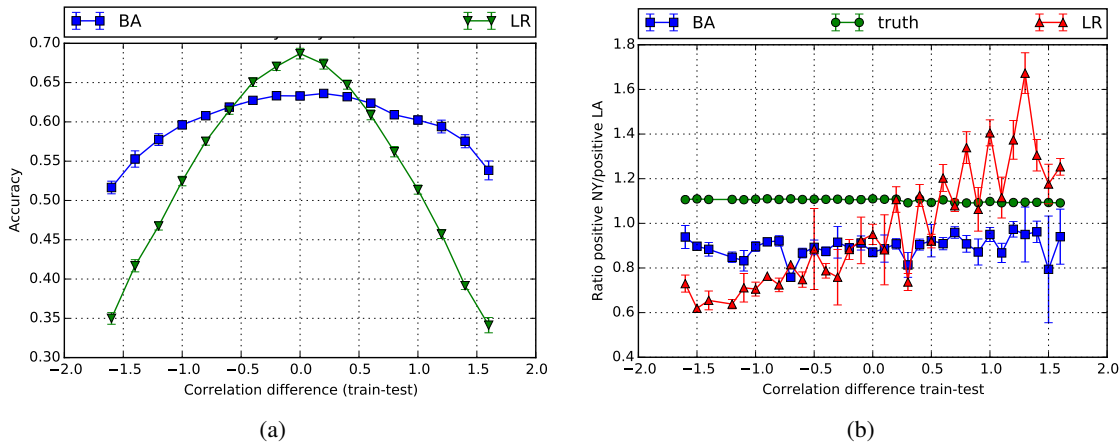 BA LR
0.70
0.65
0.60
0.55
0.50
0.45
0.40
0.35
0.30
Accuracy
−2.0 −1.5 −1.0 −0.5 0.0 0.5 1.0 1.5 2.0
Correlation difference (train-test)
(a)
BA truth LR
1.8
1.6
1.4
1.2
1.0
0.8
0.6
0.4
Ratio positive NY/positive LA
−2.0 −1.5 −1.0 −0.5 0.0 0.5 1.0 1.5 2.0
Correlation difference train-test
(b)